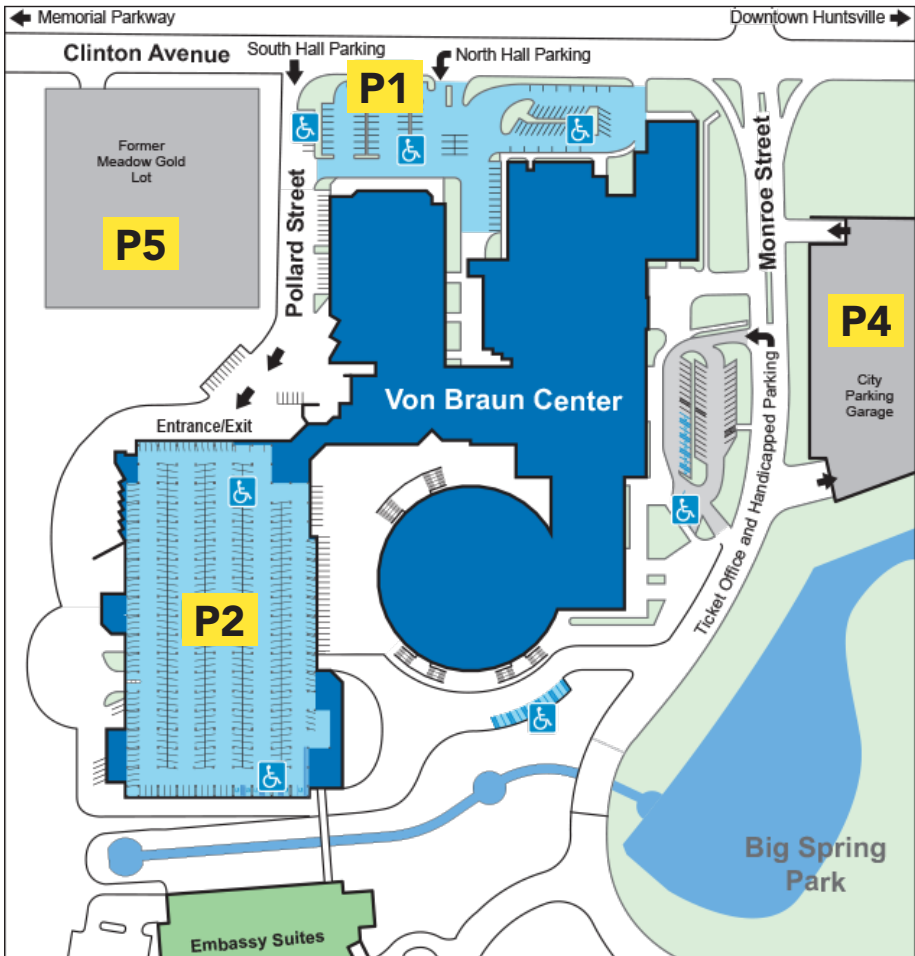 Memorial Parkway
Downtown Huntsville
Clinton Avenue
South Hall Parking
North Hall Parking
P1
Former
Meadow Gold
Lot
P5
Pollard Street
Monroe Street
P4
City
Parking
Garage
Von Braun Center
Entrance/Exit
Ticket Office and Handicapped Parking
P2
Big Spring
Park
Embassy Suites